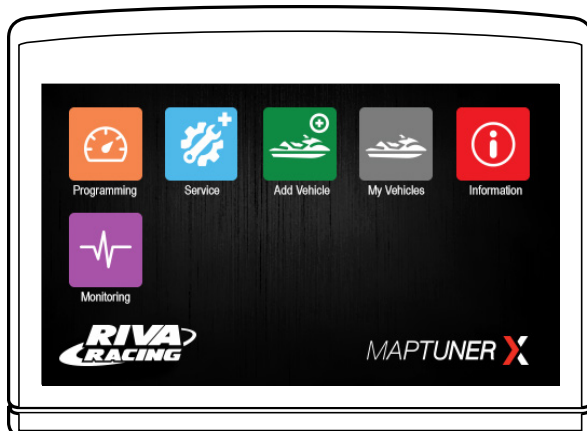 Programming
Service
Add Vehicle
My Vehicles
Information
Monitoring
RIVA
RACING
MAPTUNER X